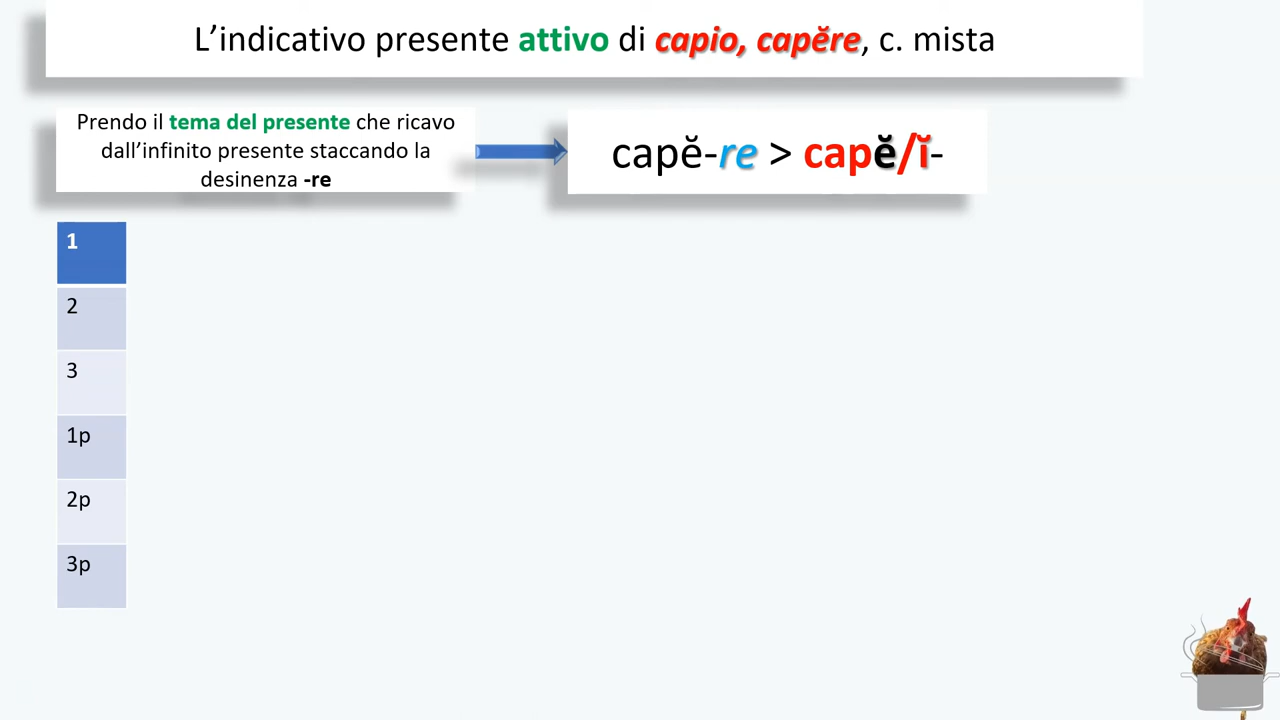 L’indicativo presente attivo di capio, capĕre, c. mista
Prendo il tema del presente che ricavo
dall’infinito presente staccando la
desinenza -re
capĕ-re > capĕ/ĭ-
1
2
3
1p
2p
3p